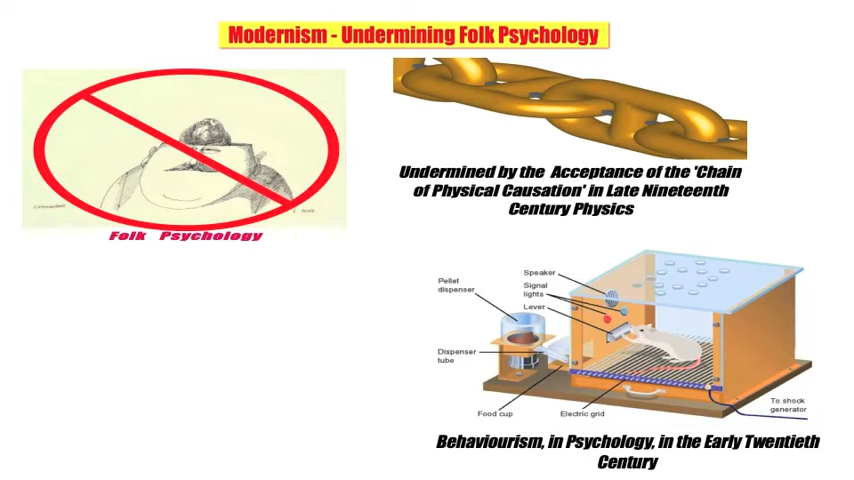 Modernism - Undermining Folk Psychology
Folk Psychology
Undermined by the Acceptance of the 'Chain
of Physical Causation' in Late Nineteenth
Century Physics
Speaker
Signal
lights
Lever
Pellet
dispenser
Dispenser
tube
Food cup
Electric grid
To shock
generator
Behaviourism, in Psychology, in the Early Twentieth
Century